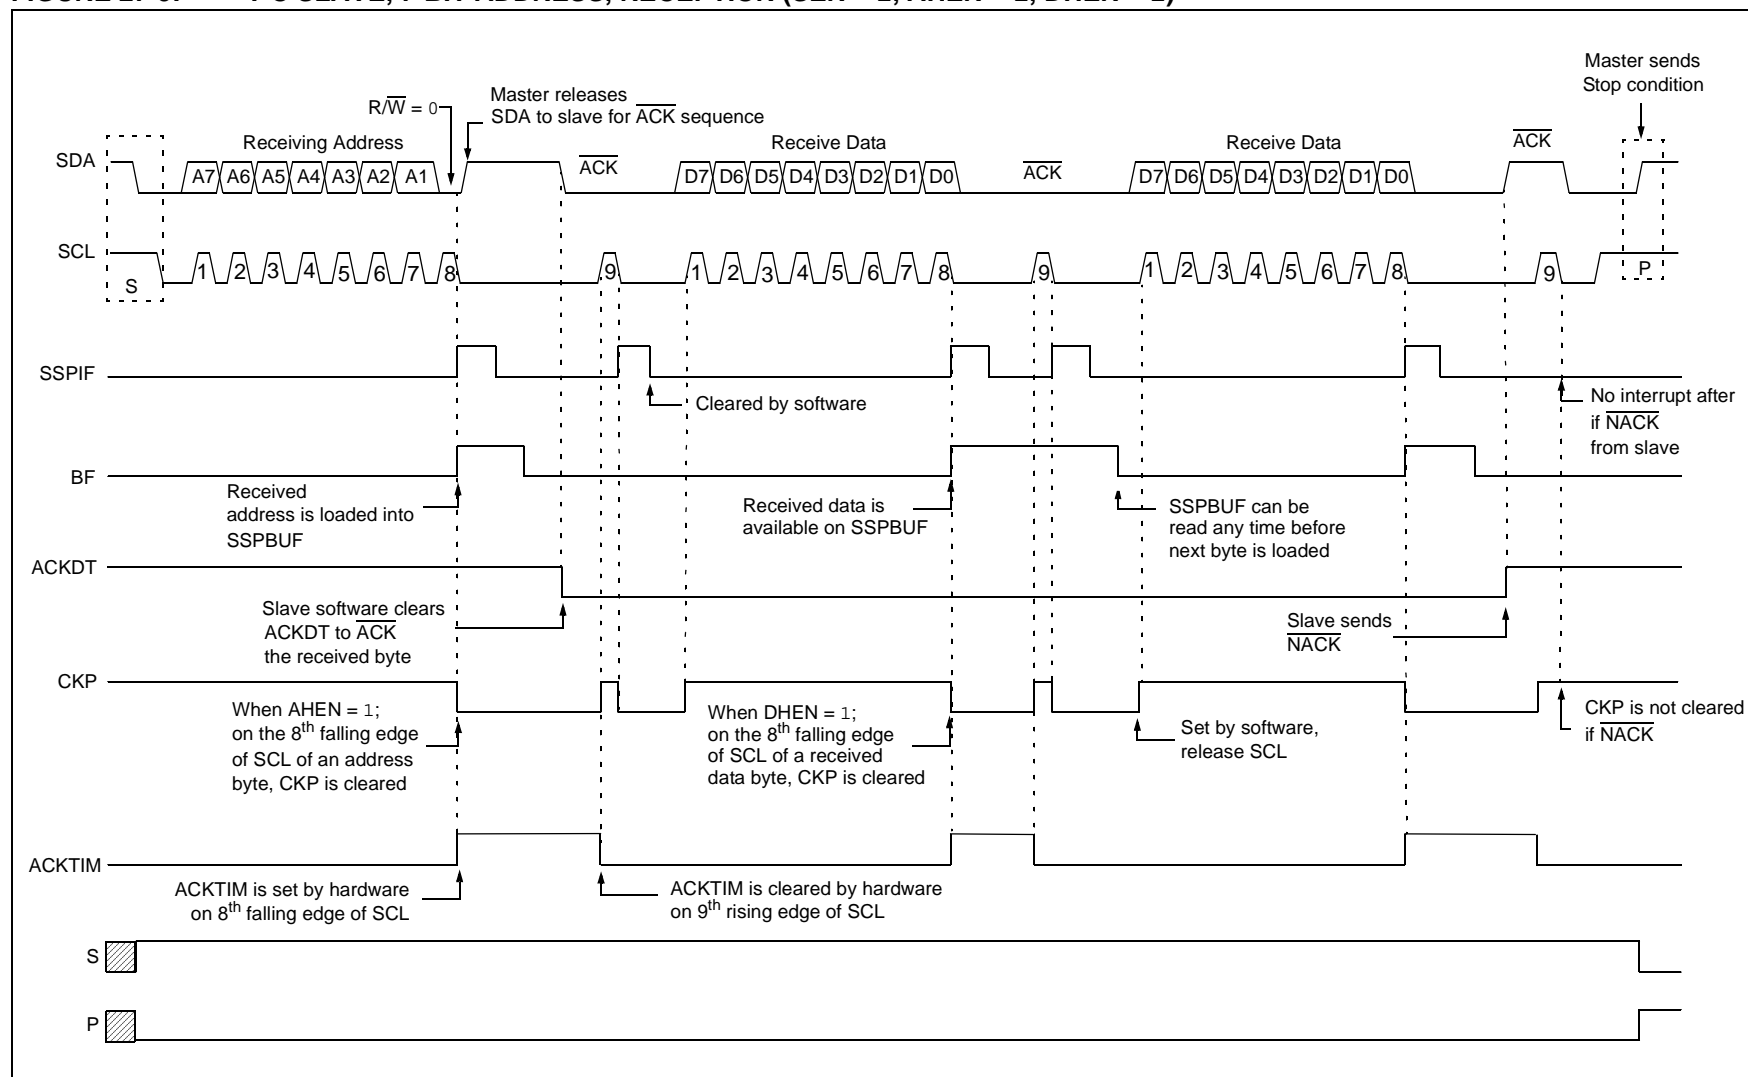 Master sends
Stop condition
Master releases
SDA to slave for ACK sequence
R/W = 0
Receiving Address
Receive Data
Receive Data
ACK
SDA
A7 A6 A5 A4 A3 A2 A1
ACK
D7 D6 D5 D4 D3 D2 D1 D0
ACK
D7 D6 D5 D4 D3 D2 D1 D0
SCL
S
1 2 3 4 5 6 7 8 9
1 2 3 4 5 6 7 8 9
1 2 3 4 5 6 7 8 9
P
SSPIF
Cleared by software
No interrupt after
if NACK
from slave
BF
Received
address is loaded into
SSPBUF
Received data is
available on SSPBUF
SSPBUF can be
read any time before
next byte is loaded
ACKDT
Slave software clears
ACKDT to ACK
the received byte
Slave sends
NACK
CKP
When AHEN = 1;
on the 8th falling edge
of SCL of an address
byte, CKP is cleared
When DHEN = 1;
on the 8th falling edge
of SCL of a received
data byte, CKP is cleared
Set by software,
release SCL
CKP is not cleared
if NACK
ACKTIM
ACKTIM is set by hardware
on 8th falling edge of SCL
ACKTIM is cleared by hardware
on 9th rising edge of SCL
S
P